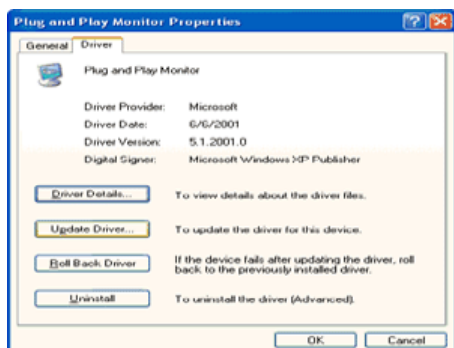 Plug and Play Monitor Properties
General Driver
Plug and Play Monitor
Driver Provider: Microsoft
Driver Date: 6/6/2001
Driver Version: 5.1.2001.0
Digital Signer: Microsoft Windows XP Publisher
Driver Details... To view details about the driver files.
Update Driver... To update the driver for this device.
Roll Back Driver If the device fails after updating the driver, roll
back to the previously installed driver.
Uninstall To uninstall the driver (Advanced).
OK Cancel